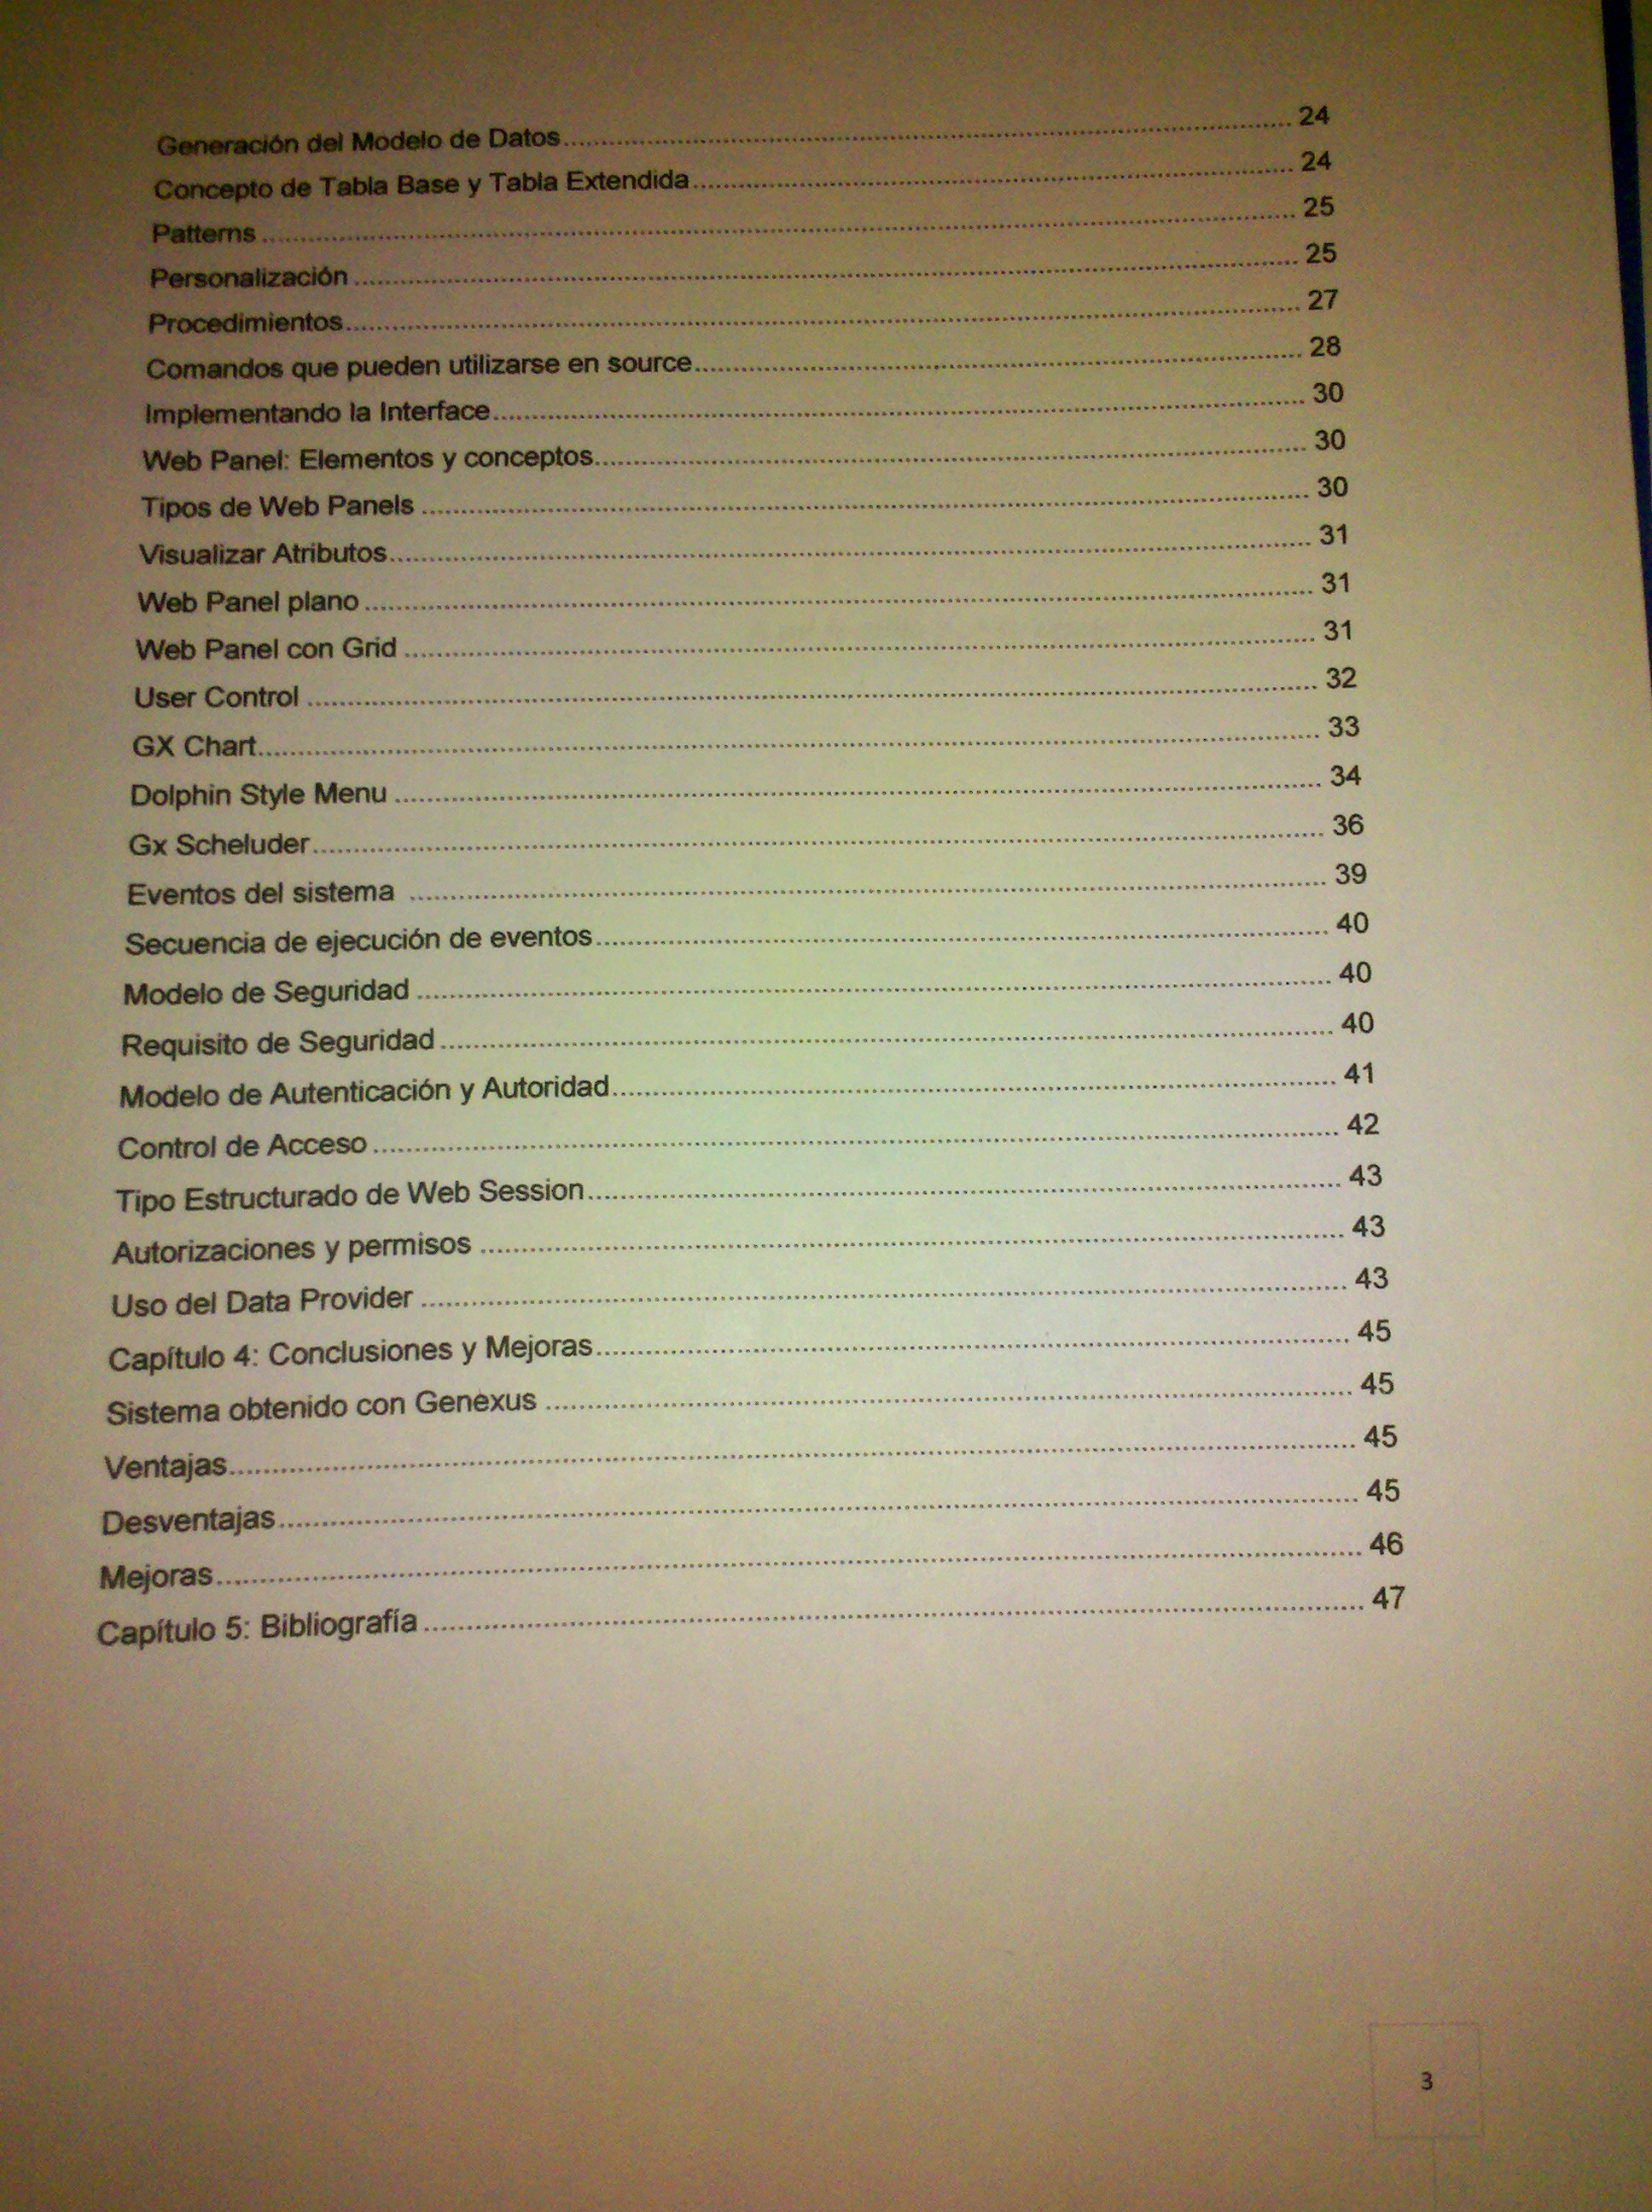 Generación del Modelo de Datos........ 24
Concepto de Tabla Base y Tabla Extendida........ 24
Patterns........ 25
Personalización........ 25
Procedimientos........ 27
Comandos que pueden utilizarse en source........ 28
Implementando la Interface........ 30
Web Panel: Elementos y conceptos........ 30
Tipos de Web Panels........ 30
Visualizar Atributos........ 31
Web Panel plano........ 31
Web Panel con Grid........ 31
User Control........ 32
GX Chart........ 33
Dolphin Style Menu........ 34
Gx Scheluder........ 36
Eventos del sistema........ 39
Secuencia de ejecución de eventos........ 40
Modelo de Seguridad........ 40
Requisito de Seguridad........ 40
Modelo de Autenticación y Autoridad........ 41
Control de Acceso........ 42
Tipo Estructurado de Web Session........ 43
Autorizaciones y permisos........ 43
Uso del Data Provider........ 43
Capítulo 4: Conclusiones y Mejoras........ 45
Sistema obtenido con Genexus........ 45
Ventajas........ 45
Desventajas........ 45
Mejoras........ 46
Capítulo 5: Bibliografía........ 47
3